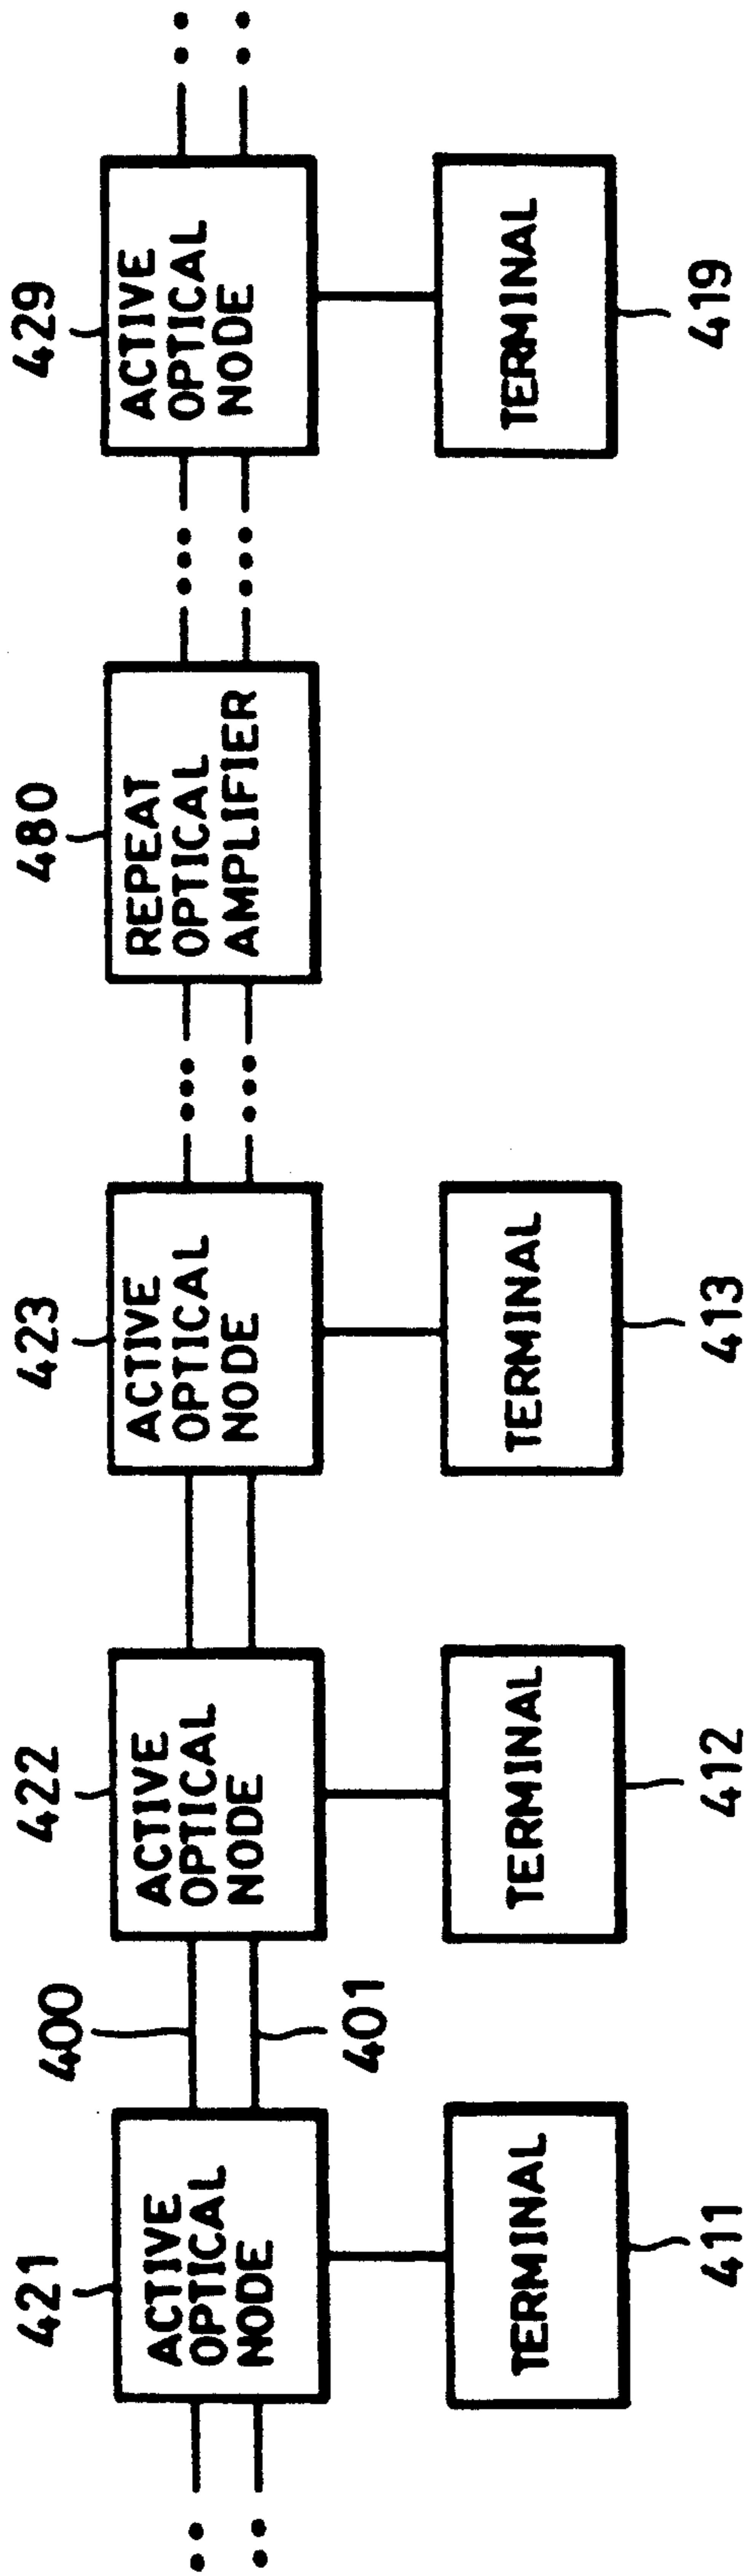 421
ACTIVE
OPTICAL
NODE
400
401
422
ACTIVE
OPTICAL
NODE
423
ACTIVE
OPTICAL
NODE
480
REPEAT
OPTICAL
AMPLIFIER
429
ACTIVE
OPTICAL
NODE
TERMINAL
411
TERMINAL
412
TERMINAL
413
TERMINAL
419